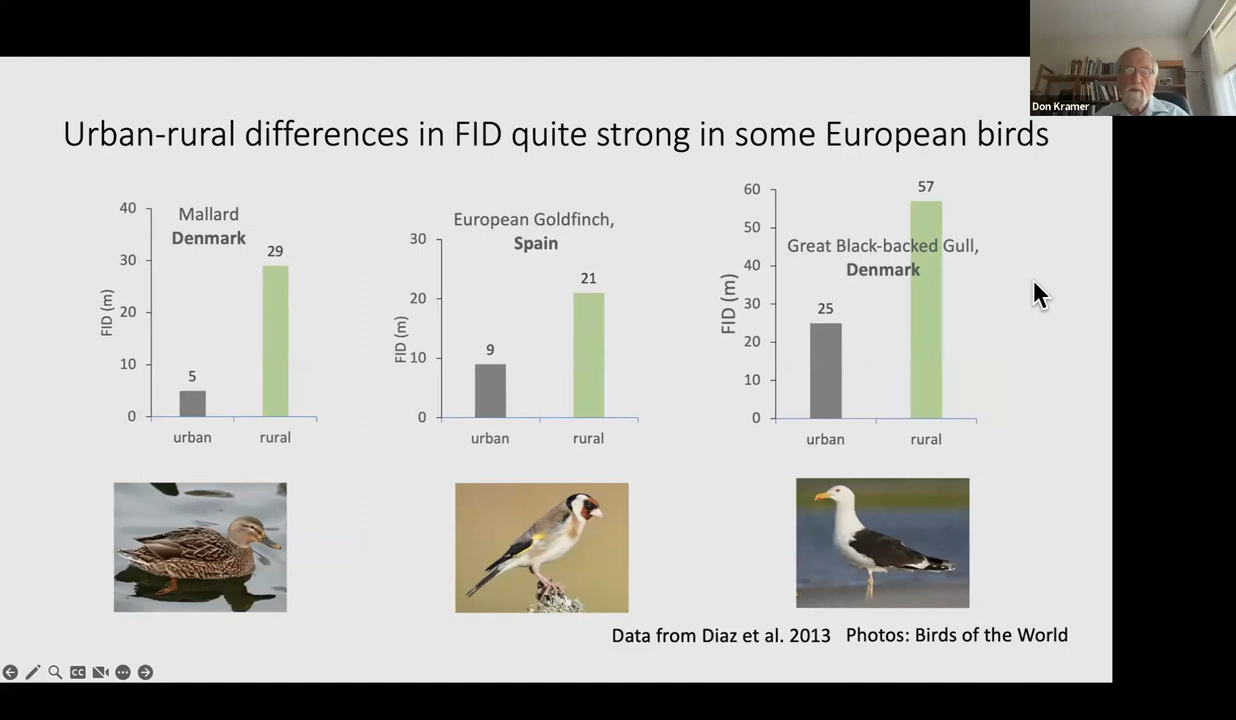 Don Kramer
Urban-rural differences in FID quite strong in some European birds
Mallard
Denmark
40
30
20
10
0
FID (m)
5
29
urban
rural
European Goldfinch,
Spain
30
20
10
0
FID (m)
9
21
urban
rural
Great Black-backed Gull,
Denmark
60
50
40
30
20
10
0
FID (m)
25
57
urban
rural
Data from Diaz et al. 2013 Photos: Birds of the World
CC